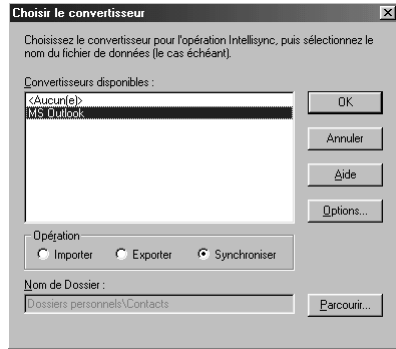 Choisir le convertisseur
Choisissez le convertisseur pour l'opération Intellisync, puis sélectionnez le
nom du fichier de données (le cas échéant).
Convertisseurs disponibles :
<Aucun(e)>
MS Outlook
OK
Annuler
Aide
Options...
Opération
Importer Exporter Synchroniser
Nom de Dossier :
Dossiers personnels\Contacts
Parcourir...